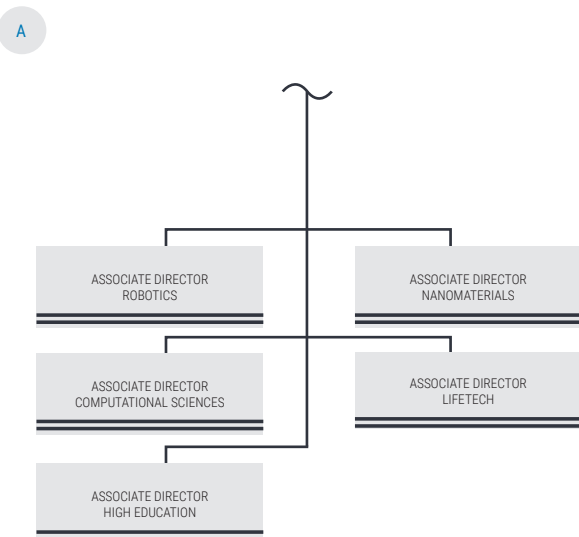 A
ASSOCIATE DIRECTOR
ROBOTICS
ASSOCIATE DIRECTOR
NANOMATERIALS
ASSOCIATE DIRECTOR
COMPUTATIONAL SCIENCES
ASSOCIATE DIRECTOR
LIFETECH
ASSOCIATE DIRECTOR
HIGH EDUCATION